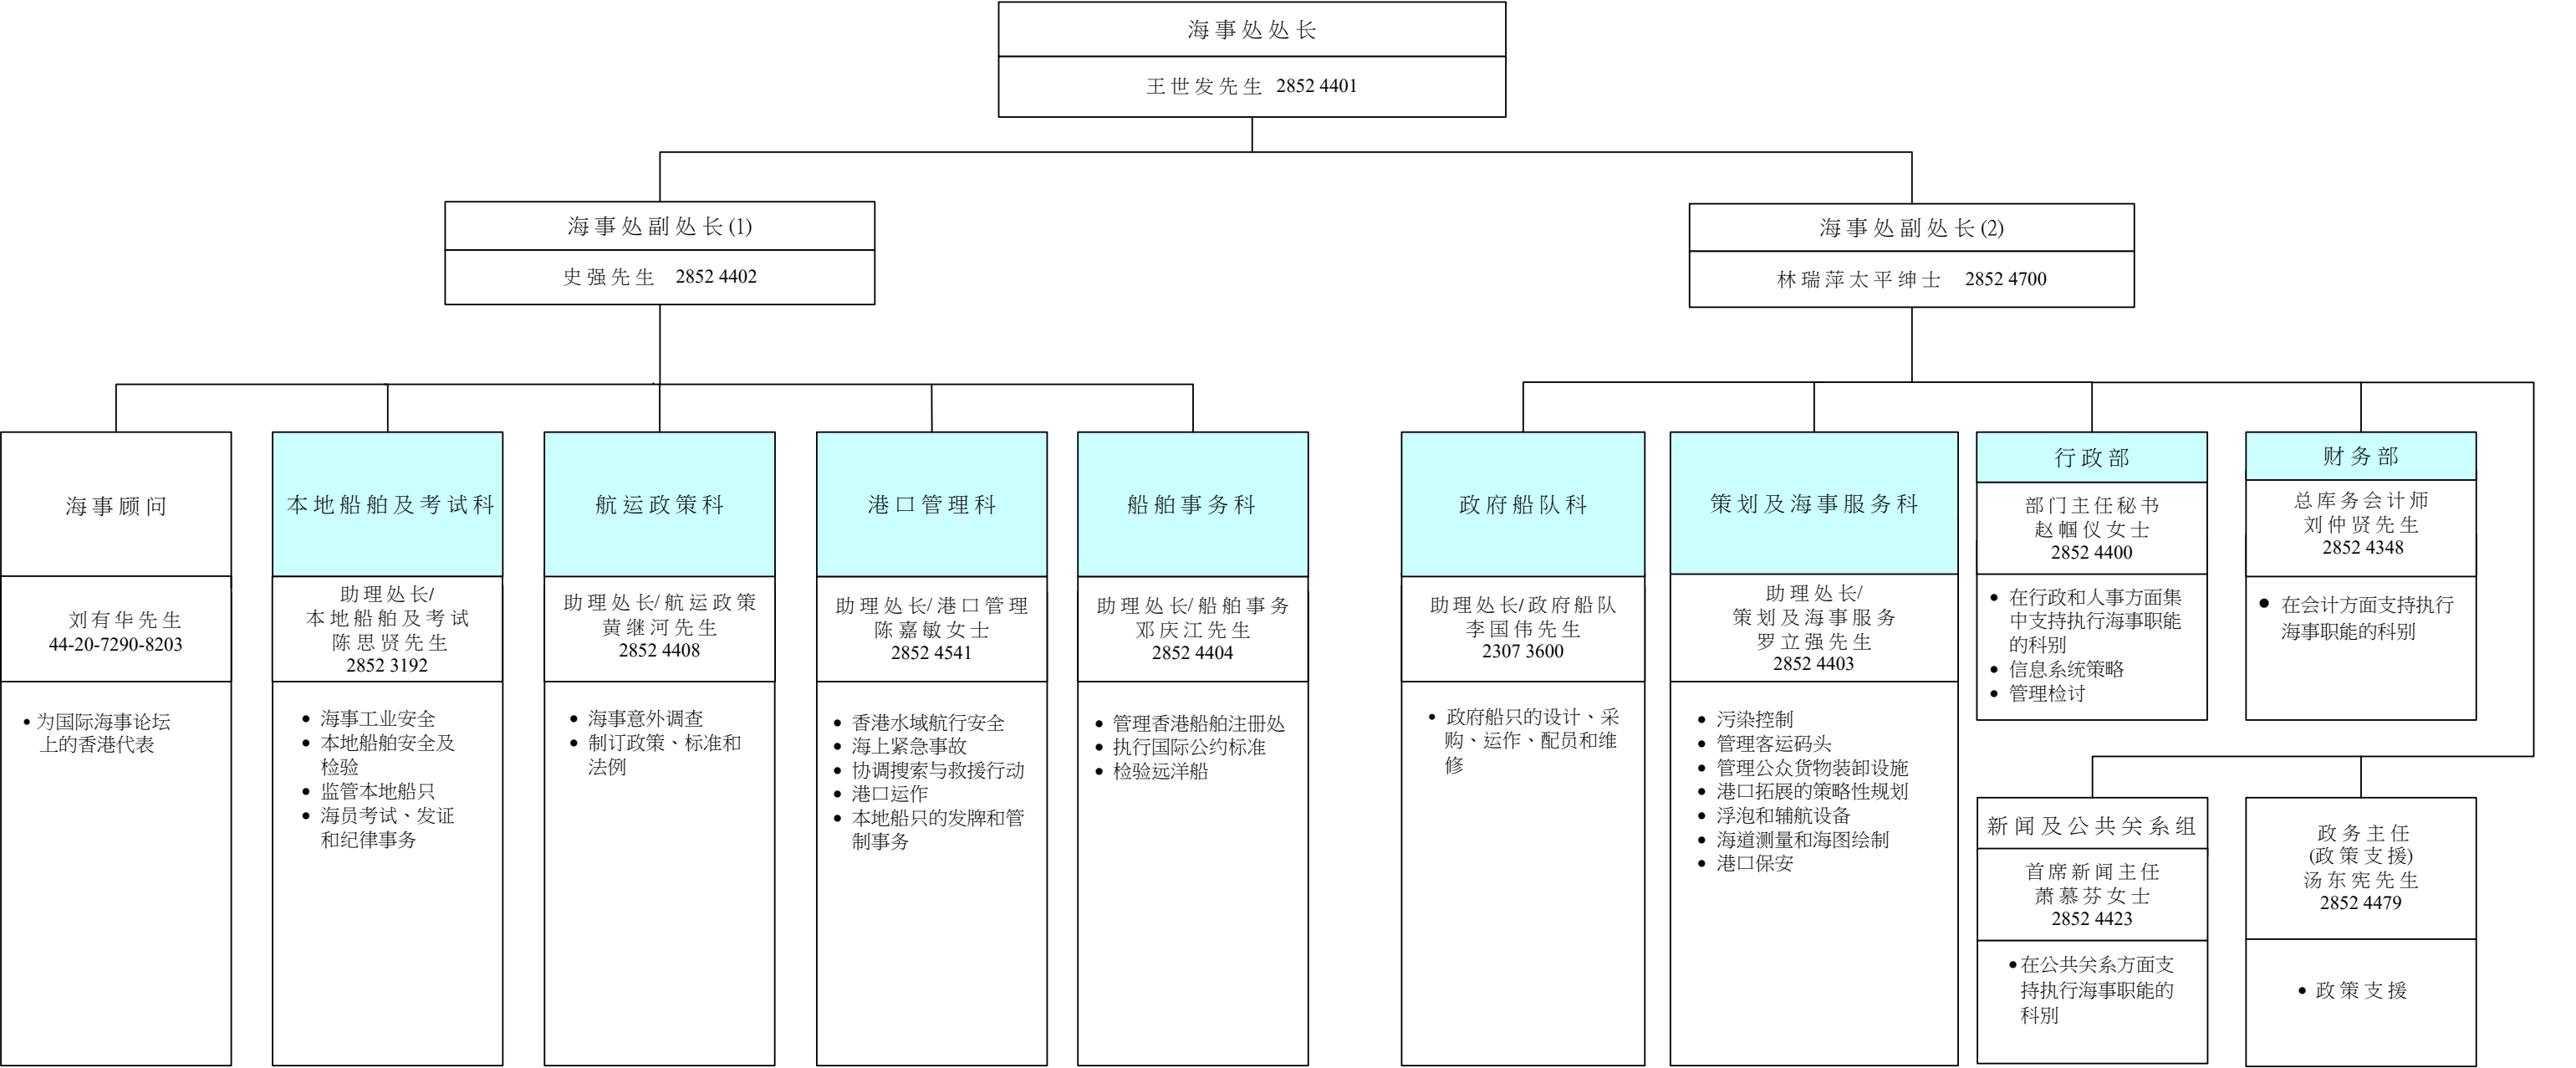 海事处处长
王世发先生 2852 4401
海事处副处长(1)
史强先生 2852 4402
海事处副处长(2)
林瑞萍太平绅士 2852 4700
海事顾问
刘有华先生
44-20-7290-8203
•为国际海事论坛
上的香港代表
本地船舶及考试科
助理处长/
本地船舶及考试
陈思贤先生
2852 3192
• 海事工业安全
• 本地船舶安全及
检验
• 监管本地船只
• 海员考试、发证
和纪律事务
航运政策科
助理处长/航运政策
黄继河先生
2852 4408
• 海事意外调查
• 制订政策、标准和
法例
港口管理科
助理处长/港口管理
陈嘉敏女士
2852 4541
• 香港水域航行安全
• 海上紧急事故
• 协调搜索与救援行动
• 港口运作
• 本地船只的发牌和管
制事务
船舶事务科
助理处长/船舶事务
邓庆江先生
2852 4404
• 管理香港船舶注册处
• 执行国际公约标准
• 检验远洋船
政府船队科
助理处长/政府船队
李国伟先生
2307 3600
• 政府船只的设计、采
购、运作、配员和维
修
策划及海事服务科
助理处长/
策划及海事服务
罗立强先生
2852 4403
• 污染控制
• 管理客运码头
• 管理公众货物装卸设施
• 港口拓展的策略性规划
• 浮泡和辅航设备
• 海道测量和海图绘制
• 港口保安
行政部
部门主任秘书
赵帼仪女士
2852 4400
• 在行政和人事方面集
中支持执行海事职能
的科别
• 信息系统策略
• 管理检讨
财务部
总库务会计师
刘仲贤先生
2852 4348
• 在会计方面支持执行
海事职能的科别
新闻及公共关系组
首席新闻主任
萧慕芬女士
2852 4423
•在公共关系方面支
持执行海事职能的
科别
政务主任
(政策支援)
汤东宪先生
2852 4479
• 政策支援